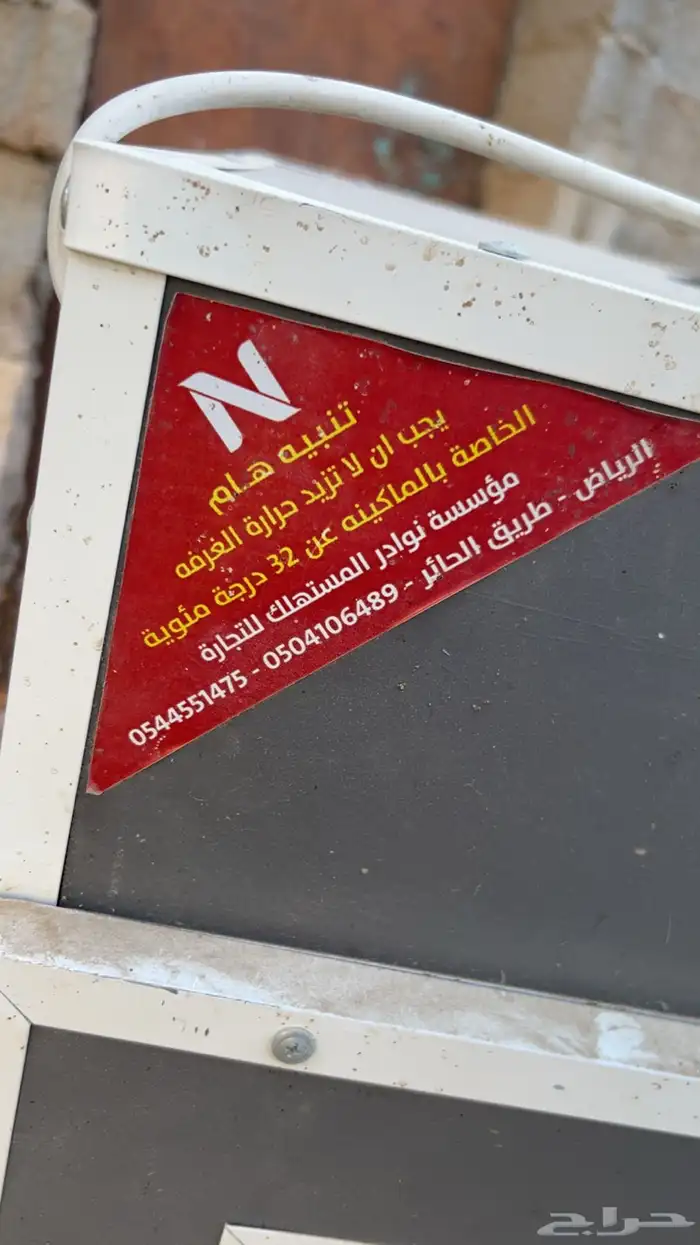 N
تنبيه هام
يجب ان لا تزيد حرارة الغرفه
الخاصة بالماكينه عن 32 درجة مئوية
مؤسسة نوادر المستهلك للتجارة
الرياض - طريق الحائر - 0504106489 - 0544551475
حراج